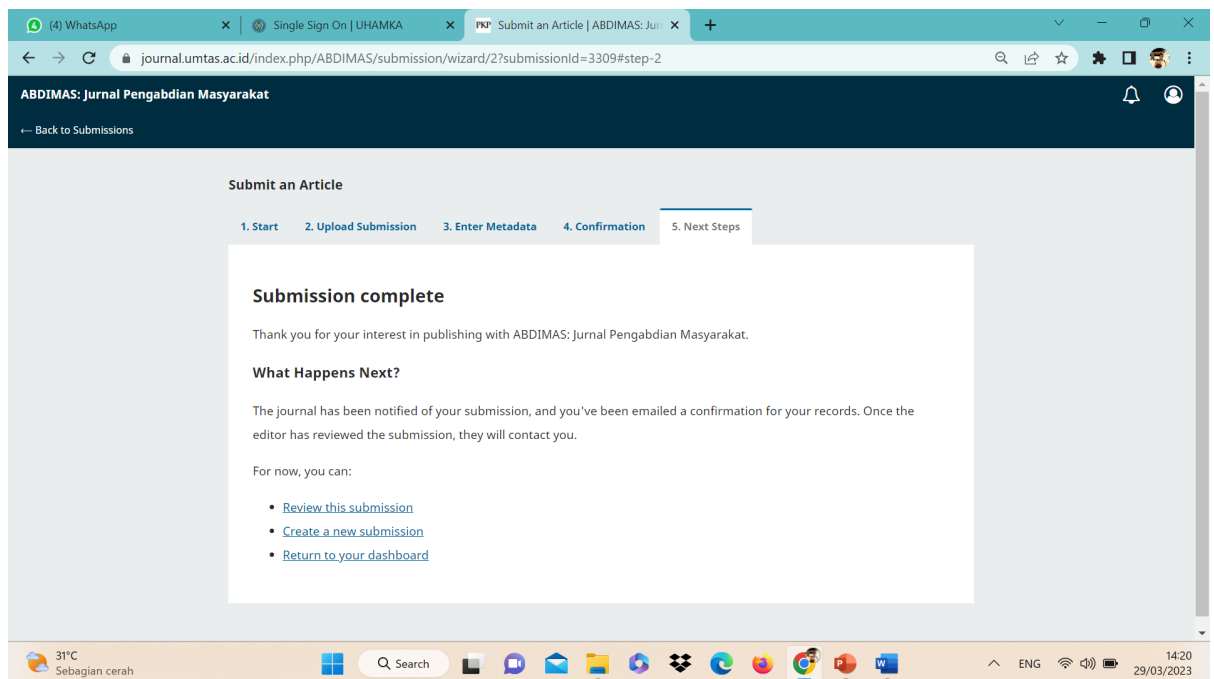 (4) WhatsApp
Single Sign On | UHAMKA
PKP Submit an Article | ABDIMAS: Jur
journal.umtas.ac.id/index.php/ABDIMAS/submission/wizard/2?submissionId=3309#step-2
ABDIMAS: Jurnal Pengabdian Masyarakat
← Back to Submissions
Submit an Article
1. Start 2. Upload Submission 3. Enter Metadata 4. Confirmation 5. Next Steps
Submission complete
Thank you for your interest in publishing with ABDIMAS: Jurnal Pengabdian Masyarakat.
What Happens Next?
The journal has been notified of your submission, and you've been emailed a confirmation for your records. Once the
editor has reviewed the submission, they will contact you.
For now, you can:
• Review this submission
• Create a new submission
• Return to your dashboard
31°C
Sebagian cerah
Search
ENG
14:20
29/03/2023